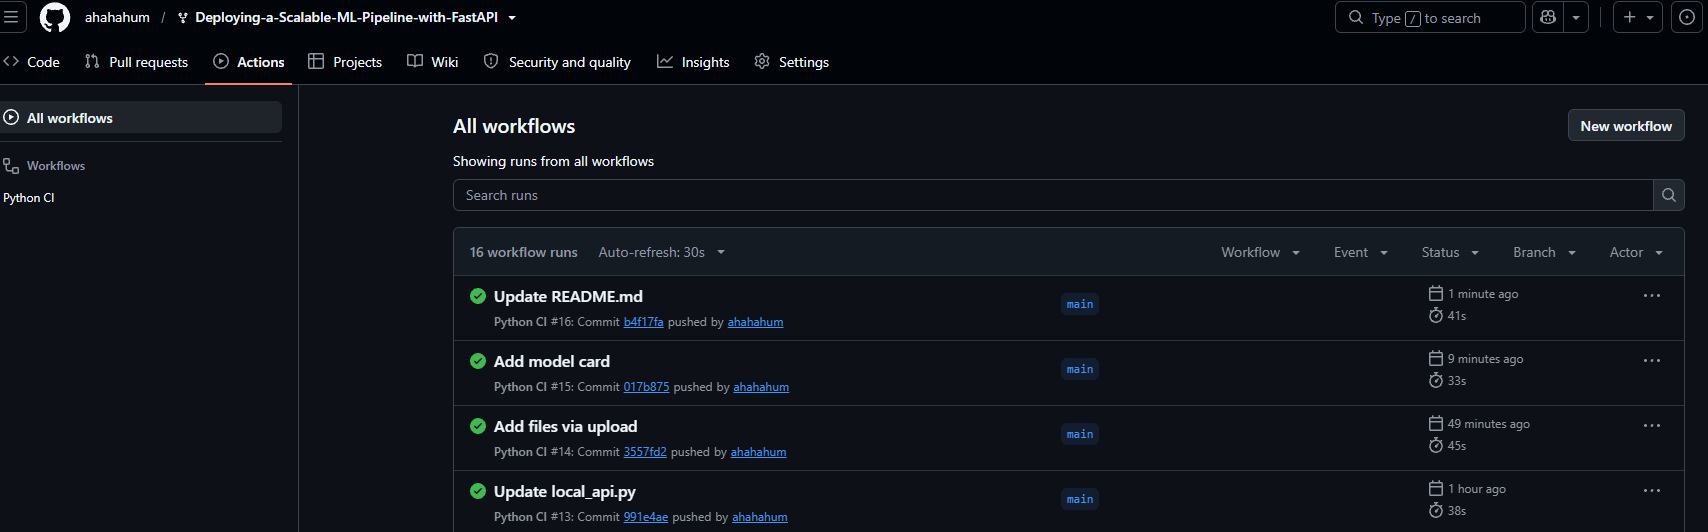 ahahahum / Deploying-a-Scalable-ML-Pipeline-with-FastAPI
Type / to search
Code Pull requests Actions Projects Wiki Security and quality Insights Settings
All workflows
Workflows
Python CI
All workflows
New workflow
Showing runs from all workflows
Search runs
16 workflow runs Auto-refresh: 30s Workflow Event Status Branch Actor
Update README.md main 1 minute ago
Python CI #16: Commit b4f17fa pushed by ahahahum 41s
Add model card main 9 minutes ago
Python CI #15: Commit 017b875 pushed by ahahahum 33s
Add files via upload main 49 minutes ago
Python CI #14: Commit 3557fd2 pushed by ahahahum 45s
Update local_api.py main 1 hour ago
Python CI #13: Commit 991e4ae pushed by ahahahum 38s